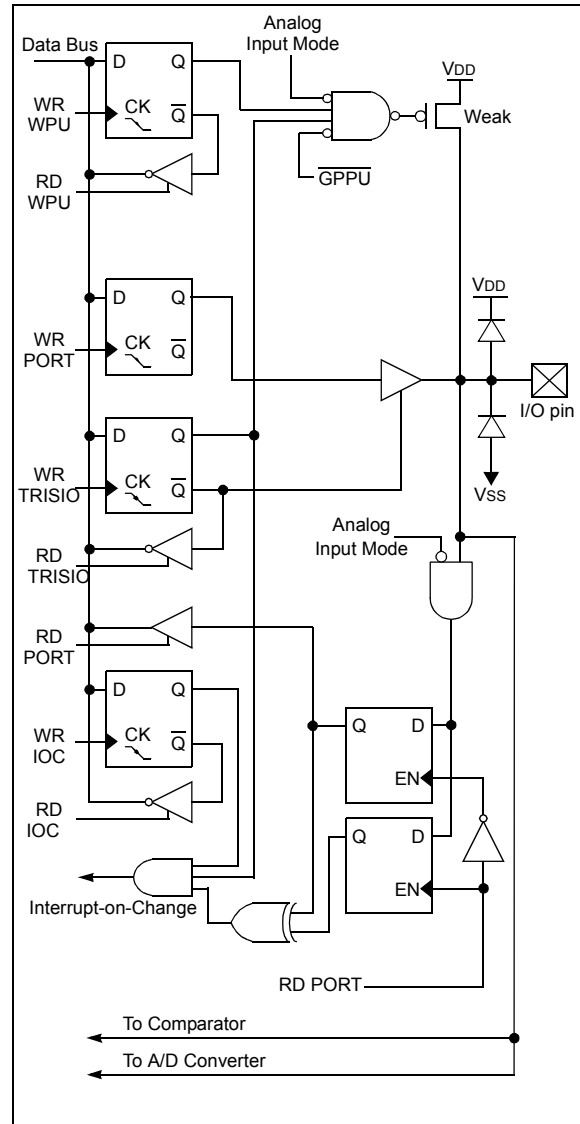 Analog
Input Mode
Data Bus
D Q
VDD
WR
WPU
CK
Q
Weak
RD
WPU
GPPU
D Q
VDD
WR
PORT
CK
Q
I/O pin
D Q
WR
TRISIO
CK
Q
VSS
Analog
Input Mode
RD
TRISIO
RD
PORT
D Q
Q D
WR
IOC
CK
Q
EN
RD
IOC
Q D
Interrupt-on-Change
EN
RD PORT
To Comparator
To A/D Converter